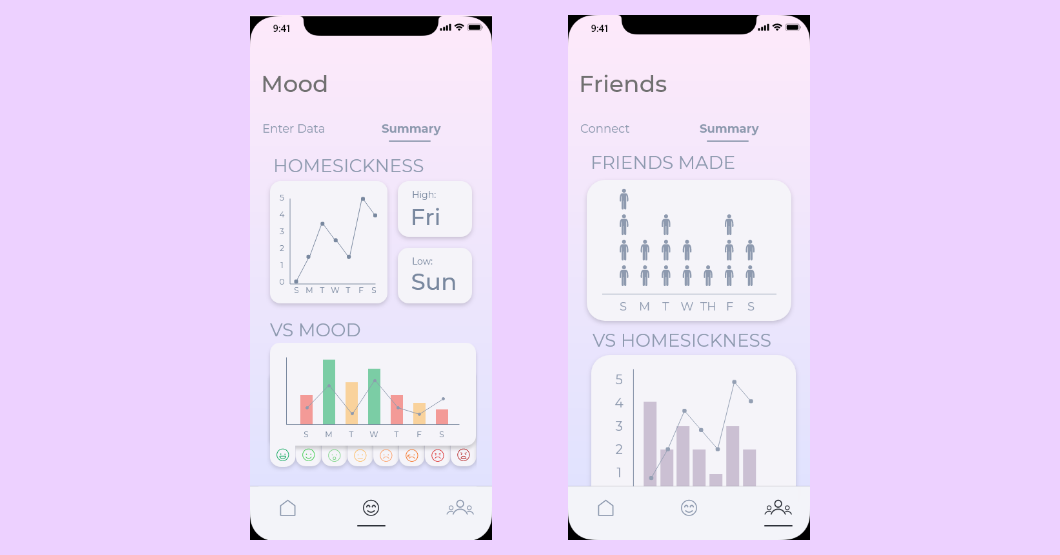 9:41
Mood
Enter Data Summary
HOMESICKNESS
5
4
3
2
1
0
S M T W T F S
High:
Fri
Low:
Sun
VS MOOD
S M T W T F S
9:41
Friends
Connect Summary
FRIENDS MADE
S M T W TH F S
VS HOMESICKNESS
5
4
3
2
1